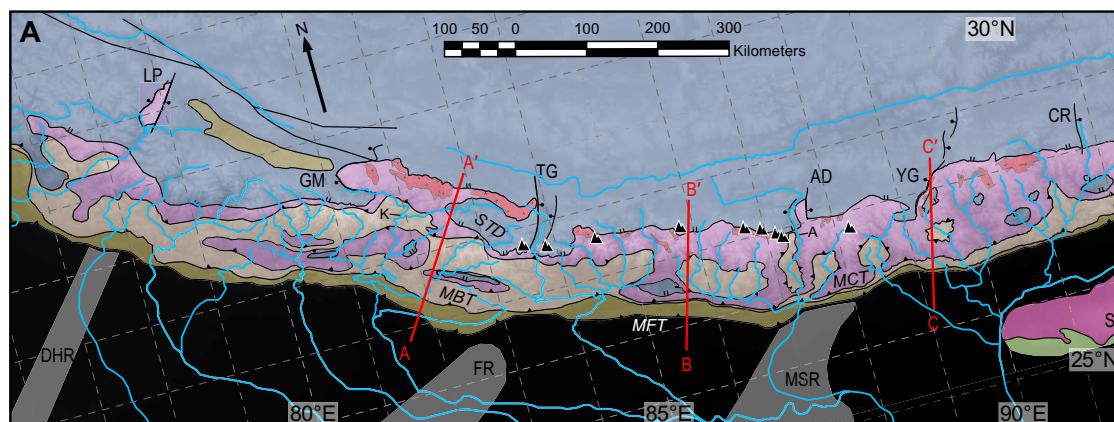 A
N
100 50 0 100 200 300
Kilometers
30°N
LP
CR
C'
A'
TG
GM
B'
AD
YG
K
STD
A
MCT
MBT
MFT
C
S
DHR
A
FR
B
MSR
25°N
80°E
85°E
90°E